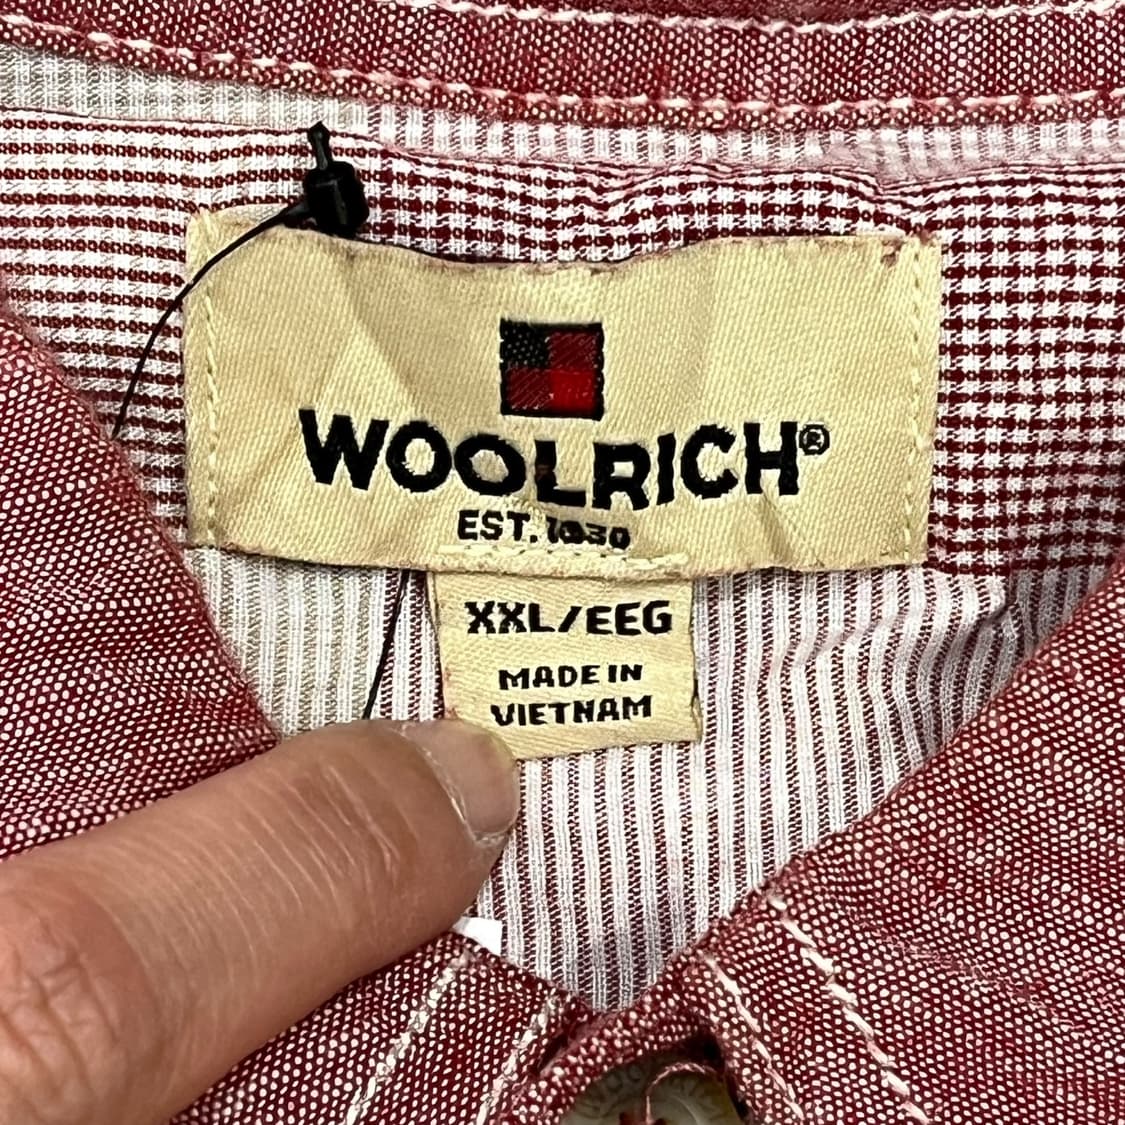 WOOLRICH®
EST. 1830
XXL/EEG
MADE IN
VIETNAM